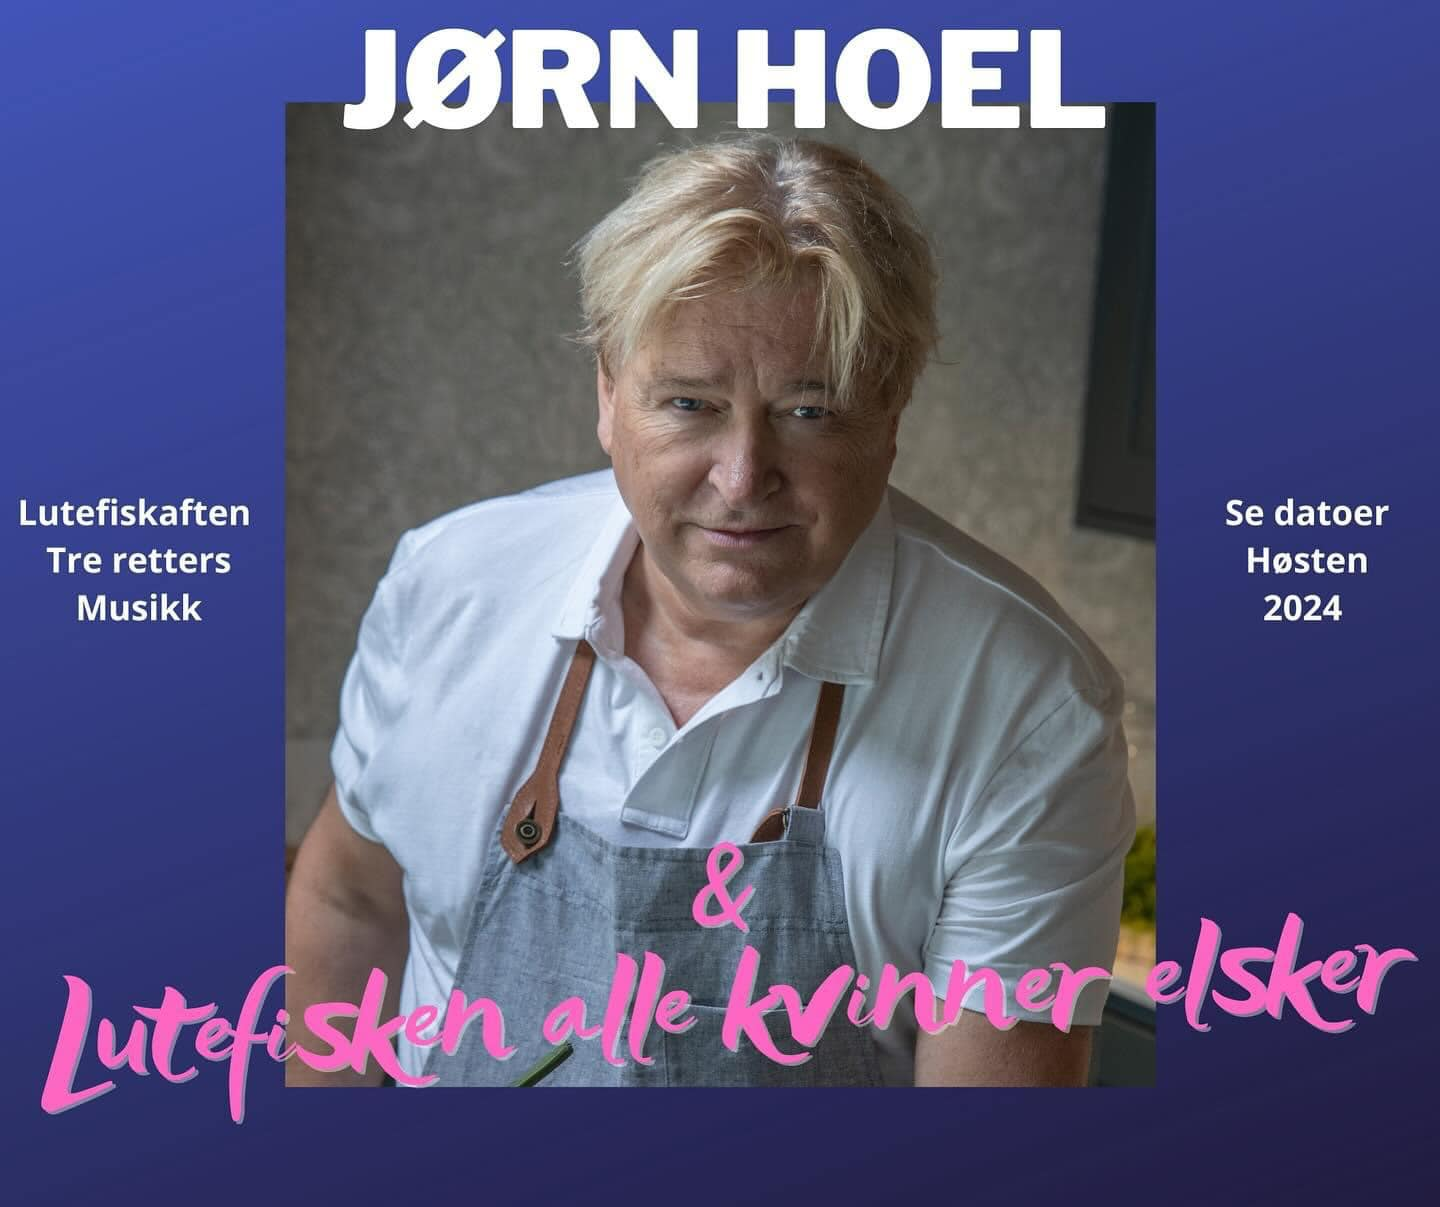 JØRN HOEL
Lutefiskaften
Tre retters
Musikk
Se datoer
Høsten
2024
&
Lutefisken alle kvinner elsker